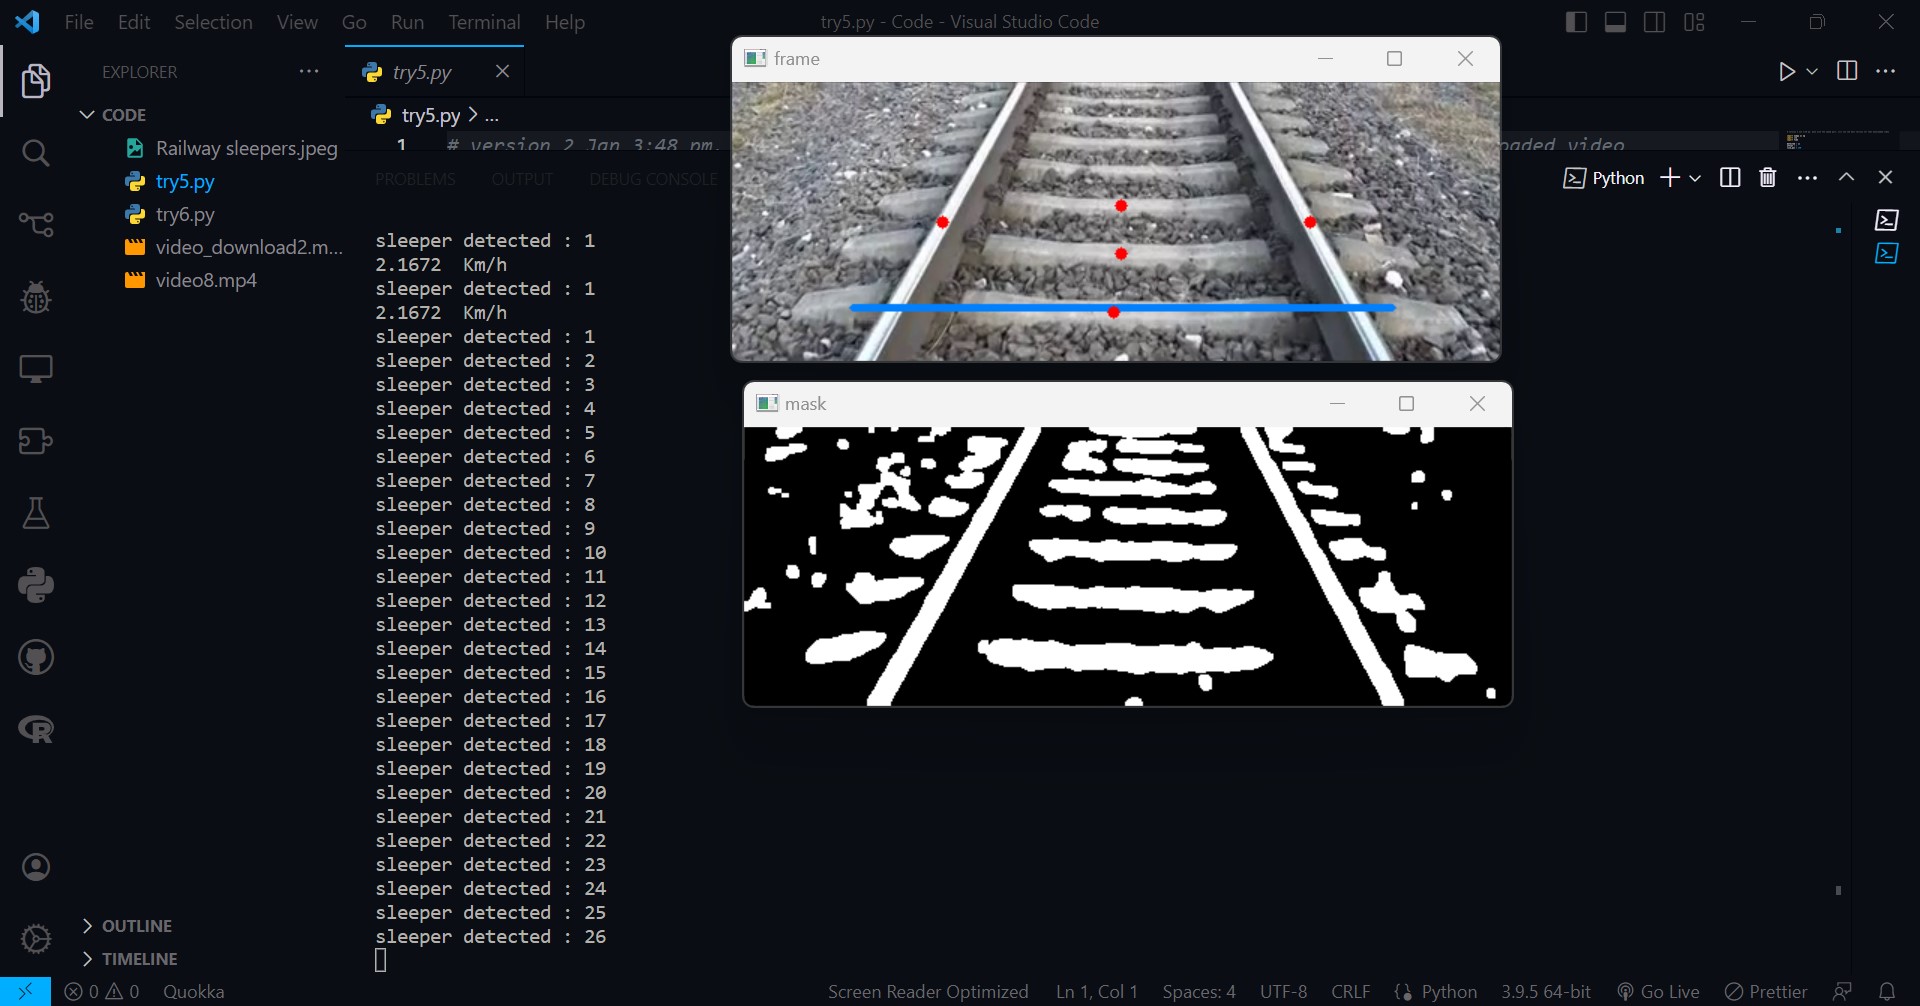 File Edit Selection View Go Run Terminal Help
try5.py - Code - Visual Studio Code
EXPLORER
CODE
Railway sleepers.jpeg
try5.py
try6.py
video_download2.m...
video8.mp4
OUTLINE
TIMELINE
try5.py
try5.py > ...
1 # version 2 Jan 3:48 pm.
oaded video
PROBLEMS OUTPUT DEBUG CONSOLE
Python
sleeper detected : 1
2.1672 Km/h
sleeper detected : 1
2.1672 Km/h
sleeper detected : 1
sleeper detected : 2
sleeper detected : 3
sleeper detected : 4
sleeper detected : 5
sleeper detected : 6
sleeper detected : 7
sleeper detected : 8
sleeper detected : 9
sleeper detected : 10
sleeper detected : 11
sleeper detected : 12
sleeper detected : 13
sleeper detected : 14
sleeper detected : 15
sleeper detected : 16
sleeper detected : 17
sleeper detected : 18
sleeper detected : 19
sleeper detected : 20
sleeper detected : 21
sleeper detected : 22
sleeper detected : 23
sleeper detected : 24
sleeper detected : 25
sleeper detected : 26
frame
mask
0 0 Quokka
Screen Reader Optimized Ln 1, Col 1 Spaces: 4 UTF-8 CRLF Python 3.9.5 64-bit Go Live Prettier